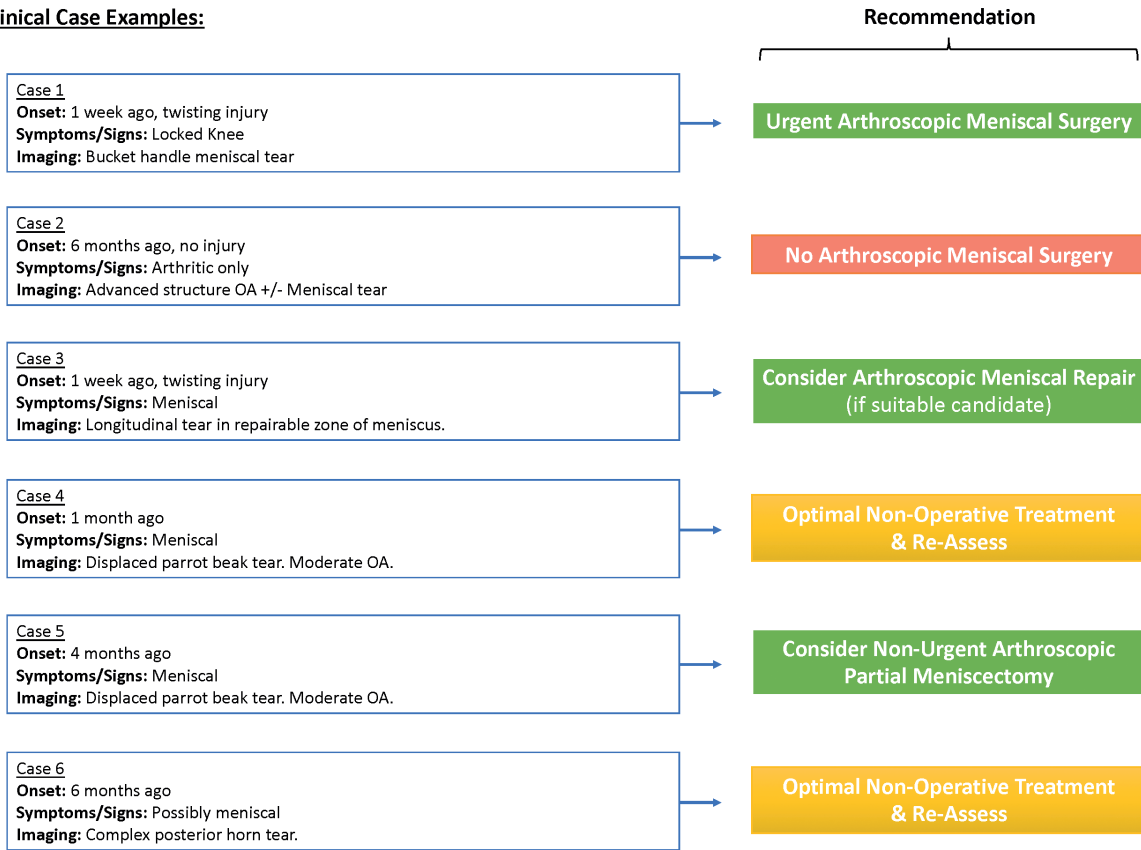 inical Case Examples:
Recommendation
Case 1
Onset: 1 week ago, twisting injury
Symptoms/Signs: Locked Knee
Imaging: Bucket handle meniscal tear
Urgent Arthroscopic Meniscal Surgery
Case 2
Onset: 6 months ago, no injury
Symptoms/Signs: Arthritic only
Imaging: Advanced structure OA +/- Meniscal tear
No Arthroscopic Meniscal Surgery
Case 3
Onset: 1 week ago, twisting injury
Symptoms/Signs: Meniscal
Imaging: Longitudinal tear in repairable zone of meniscus.
Consider Arthroscopic Meniscal Repair
(if suitable candidate)
Case 4
Onset: 1 month ago
Symptoms/Signs: Meniscal
Imaging: Displaced parrot beak tear. Moderate OA.
Optimal Non-Operative Treatment
& Re-Assess
Case 5
Onset: 4 months ago
Symptoms/Signs: Meniscal
Imaging: Displaced parrot beak tear. Moderate OA.
Consider Non-Urgent Arthroscopic
Partial Meniscectomy
Case 6
Onset: 6 months ago
Symptoms/Signs: Possibly meniscal
Imaging: Complex posterior horn tear.
Optimal Non-Operative Treatment
& Re-Assess